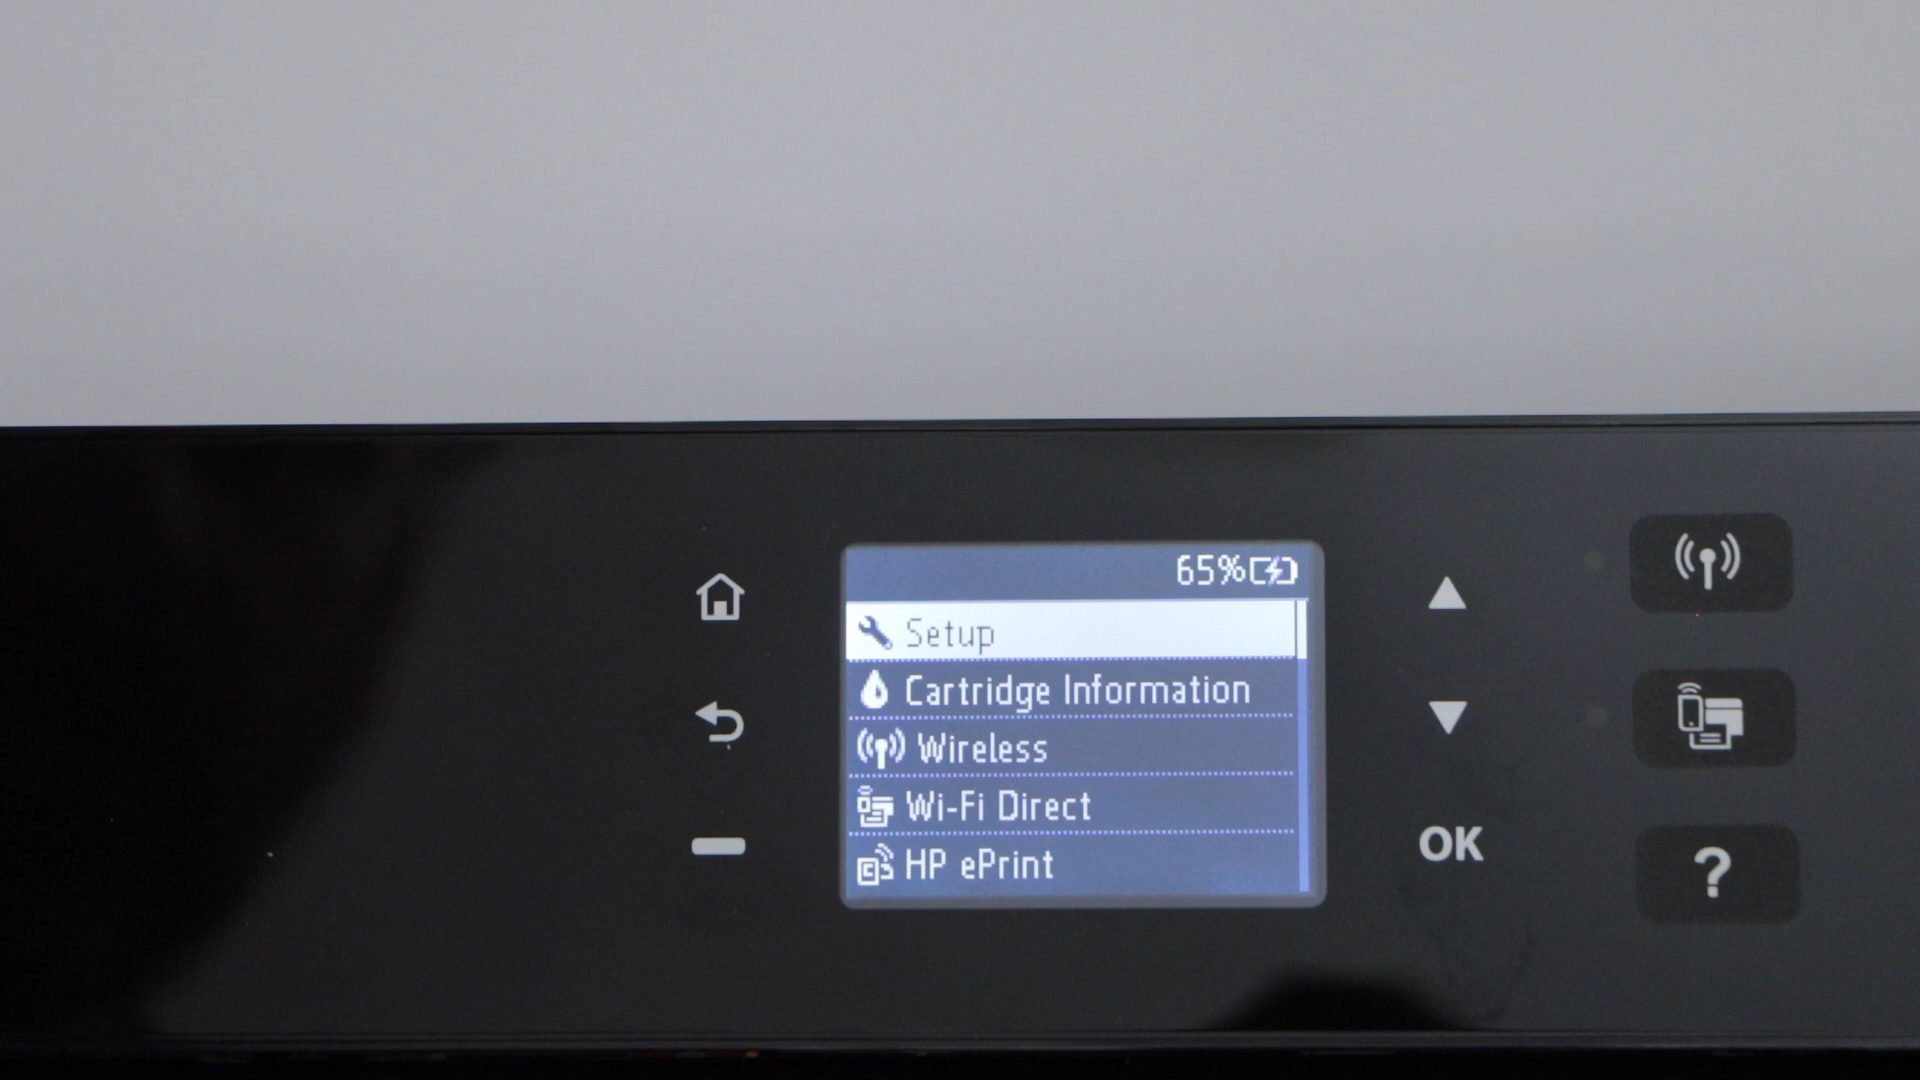 65%
Setup
Cartridge Information
Wireless
Wi-Fi Direct
HP ePrint
OK
?